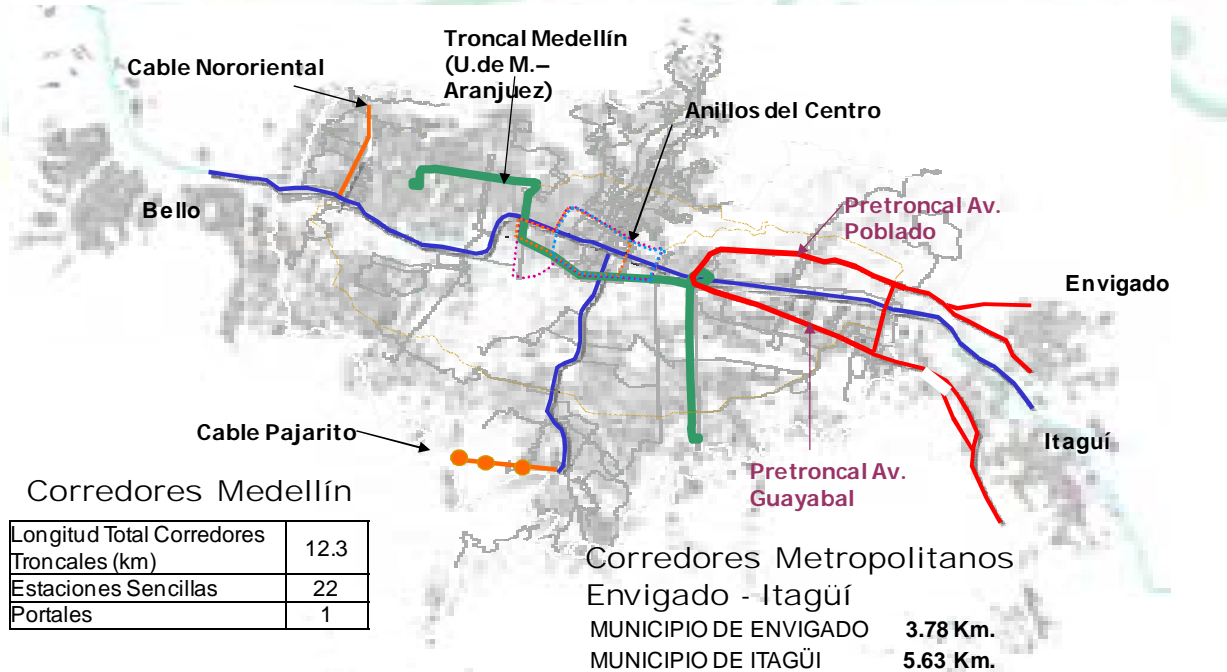 Troncal Medellín
(U.de M.–
Aranjuez)
Cable Nororiental
Anillos del Centro
Bello
Pretroncal Av.
Poblado
Envigado
Cable Pajarito
Itaguí
Pretroncal Av.
Guayabal
Corredores Medellín
Longitud Total Corredores
Troncales (km) 12.3
Estaciones Sencillas 22
Portales 1
Corredores Metropolitanos
Envigado - Itagüí
MUNICIPIO DE ENVIGADO 3.78 Km.
MUNICIPIO DE ITAGÜI 5.63 Km.